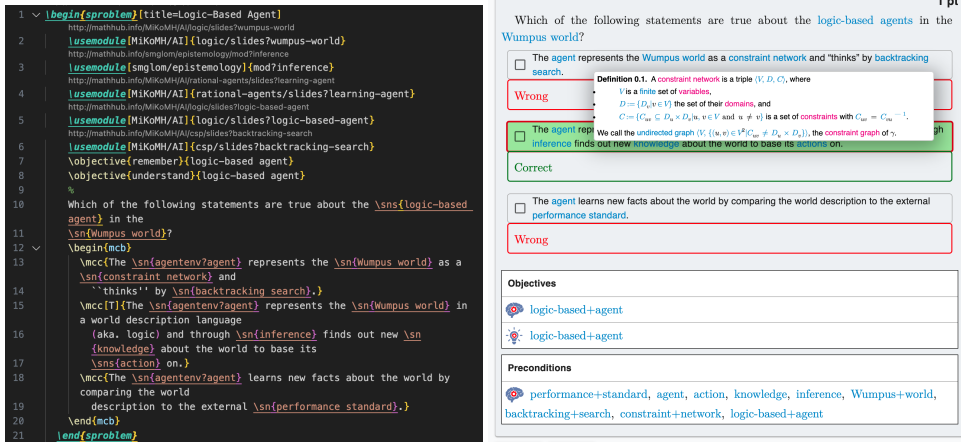 1 \begin{sproblem}[title=Logic-Based Agent]
http://mathhub.info/MiKoMH/AI/logic/slides?wumpus-world
2 \usemodule[MiKoMH/AI]{logic/slides?wumpus-world}
http://mathhub.info/smglom/epistemology/mod?inference
3 \usemodule[smglom/epistemology]{mod?inference}
http://mathhub.info/MiKoMH/AI/rational-agents/slides?learning-agent
4 \usemodule[MiKoMH/AI]{rational-agents/slides?learning-agent}
http://mathhub.info/MiKoMH/AI/logic/slides?logic-based-agent
5 \usemodule[MiKoMH/AI]{logic/slides?logic-based-agent}
http://mathhub.info/MiKoMH/AI/csp/slides?backtracking-search
6 \usemodule[MiKoMH/AI]{csp/slides?backtracking-search}
7 \objective{remember}{logic-based agent}
8 \objective{understand}{logic-based agent}
9 %
10 Which of the following statements are true about the \sns{logic-based
agent} in the
11 \sn{Wumpus world}?
12 \begin{mcb}
13 \mcc{The \sn{agentenv?agent} represents the \sn{Wumpus world} as a
\sn{constraint network} and
14 ``thinks'' by \sn{backtracking search}.}
15 \mcc[T]{The \sn{agentenv?agent} represents the \sn{Wumpus world} in
a world description language
16 (aka. logic) and through \sn{inference} finds out new \sn
{knowledge} about the world to base its
17 \sns{action} on.}
18 \mcc{The \sn{agentenv?agent} learns new facts about the world by
comparing the world
19 description to the external \sn{performance standard}.}
20 \end{mcb}
21 \end{sproblem}
1 pt
Which of the following statements are true about the logic-based agents in the
Wumpus world?
The agent represents the Wumpus world as a constraint network and "thinks" by backtracking
search.
Wrong
Definition 0.1. A constraint network is a triple ⟨V, D, C⟩, where
• V is a finite set of variables,
• D := {Dᵥ|v∈V} the set of their domains, and
• C := {Cᵤᵥ ⊆ Dᵤ × Dᵥ|u, v∈V and u ≠ v} is a set of constraints with Cᵤᵥ = Cᵥᵤ⁻¹.
We call the undirected graph ⟨V, {(u,v)∈V²|Cᵤᵥ ≠ Dᵤ × Dᵥ}⟩, the constraint graph of γ.
The agent
inference finds out new knowledge about the world to base its actions on.
Correct
The agent learns new facts about the world by comparing the world description to the external
performance standard.
Wrong
Objectives
logic-based+agent
logic-based+agent
Preconditions
performance+standard, agent, action, knowledge, inference, Wumpus+world,
backtracking+search, constraint+network, logic-based+agent